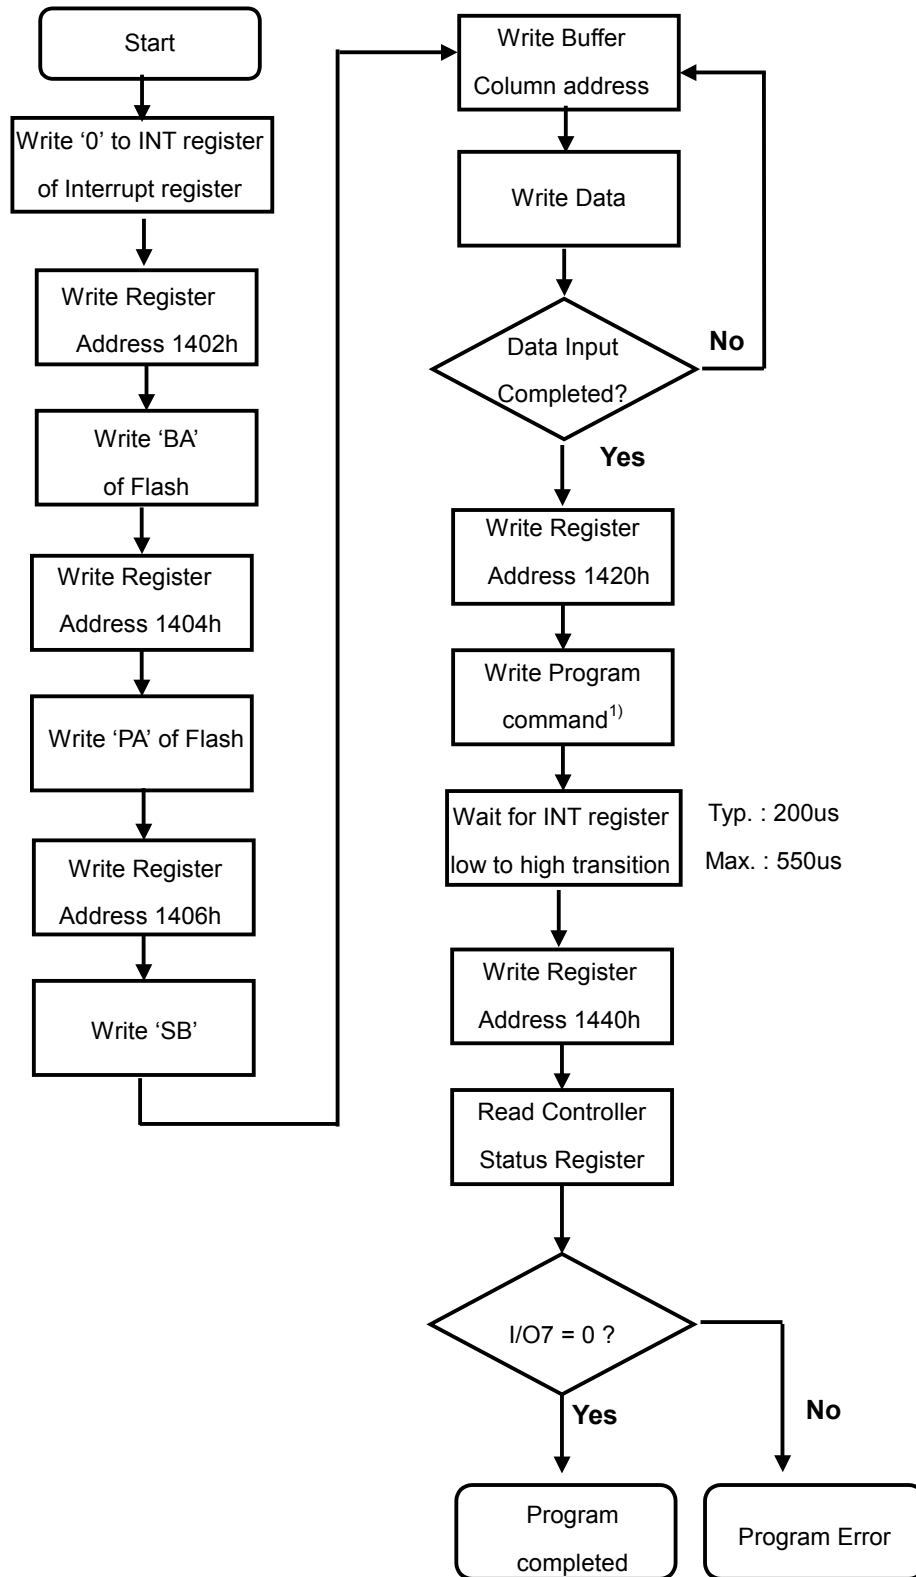 Start
Write ‘0’ to INT register
of Interrupt register
Write Register
Address 1402h
Write ‘BA’
of Flash
Write Register
Address 1404h
Write ‘PA’ of Flash
Write Register
Address 1406h
Write ‘SB’
Write Buffer
Column address
Write Data
Data Input
Completed?
No
Yes
Write Register
Address 1420h
Write Program
command1)
Wait for INT register
low to high transition
Typ. : 200us
Max. : 550us
Write Register
Address 1440h
Read Controller
Status Register
I/O7 = 0 ?
Yes
No
Program
completed
Program Error